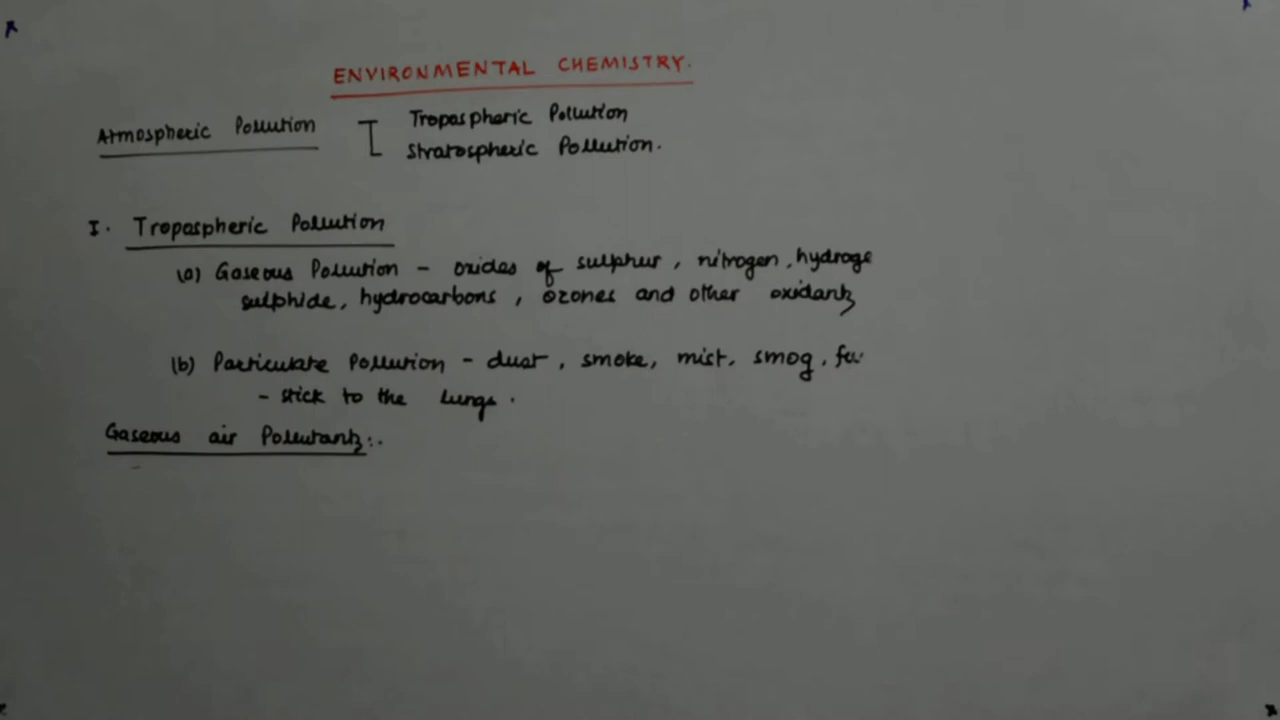 ENVIRONMENTAL CHEMISTRY.
Atmospheric Pollution
Tropospheric Pollution
Stratospheric Pollution.
I. Tropospheric Pollution
(a) Gaseous Pollution - oxides of sulphur, nitrogen, hydroge
sulphide, hydrocarbons, ozones and other oxidants
(b) Particulate Pollution - dust, smoke, mist, smog,
- stick to the lungs.
Gaseous air Pollutants:.